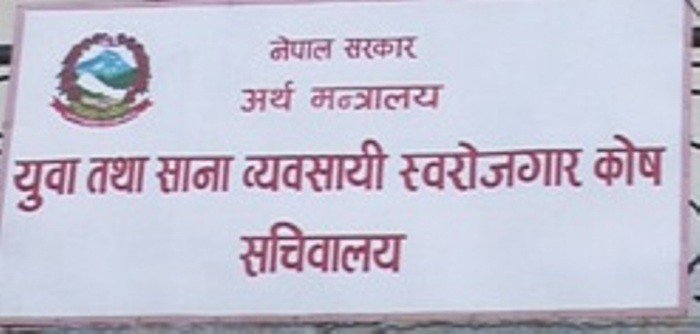 नेपाल सरकार
अर्थ मन्त्रालय
युवा तथा साना व्यवसायी स्वरोजगार कोष
सचिवालय